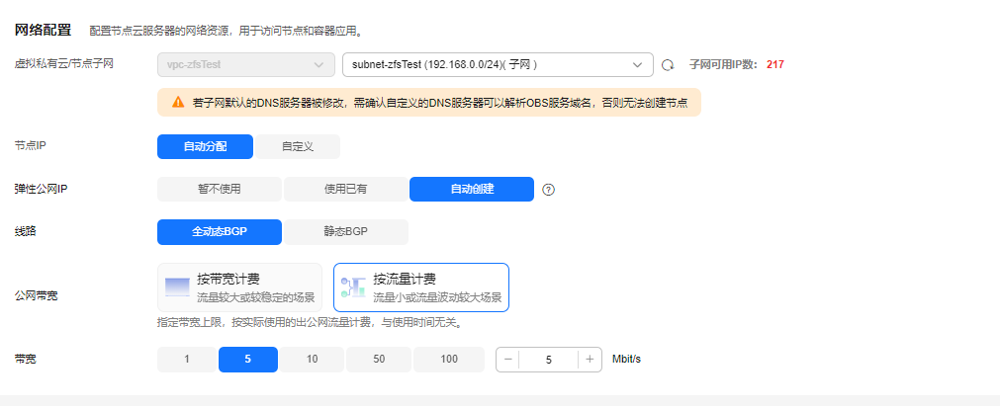 网络配置 配置节点云服务器的网络资源，用于访问节点和容器应用。
虚拟私有云/节点子网 vpc-zfsTest subnet-zfsTest (192.168.0.0/24)( 子网 ) 子网可用IP数： 217
若子网默认的DNS服务器被修改，需确认自定义的DNS服务器可以解析OBS服务域名，否则无法创建节点
节点IP 自动分配 自定义
弹性公网IP 暂不使用 使用已有 自动创建 ?
线路 全动态BGP 静态BGP
公网带宽 按带宽计费 按流量计费
流量较大或较稳定的场景 流量小或流量波动较大场景
指定带宽上限，按实际使用的出公网流量计费，与使用时间无关。
带宽 1 5 10 50 100 − 5 + Mbit/s